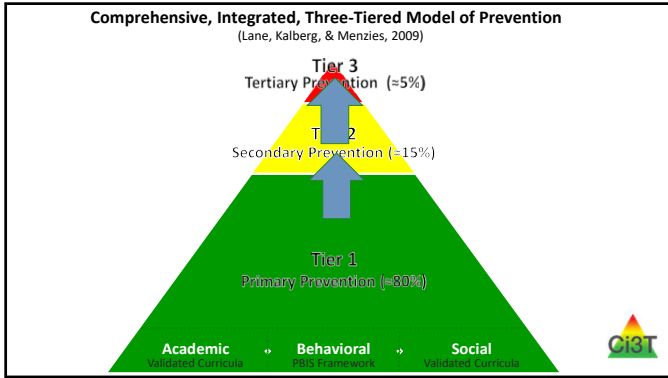 Comprehensive, Integrated, Three-Tiered Model of Prevention
(Lane, Kalberg, & Menzies, 2009)
Tier 3
Tertiary Prevention (≈5%)
Tier 2
Secondary Prevention (≈15%)
Tier 1
Primary Prevention (≈80%)
Academic ↔ Behavioral ↔ Social
Validated Curricula PBIS Framework Validated Curricula
Ci3T